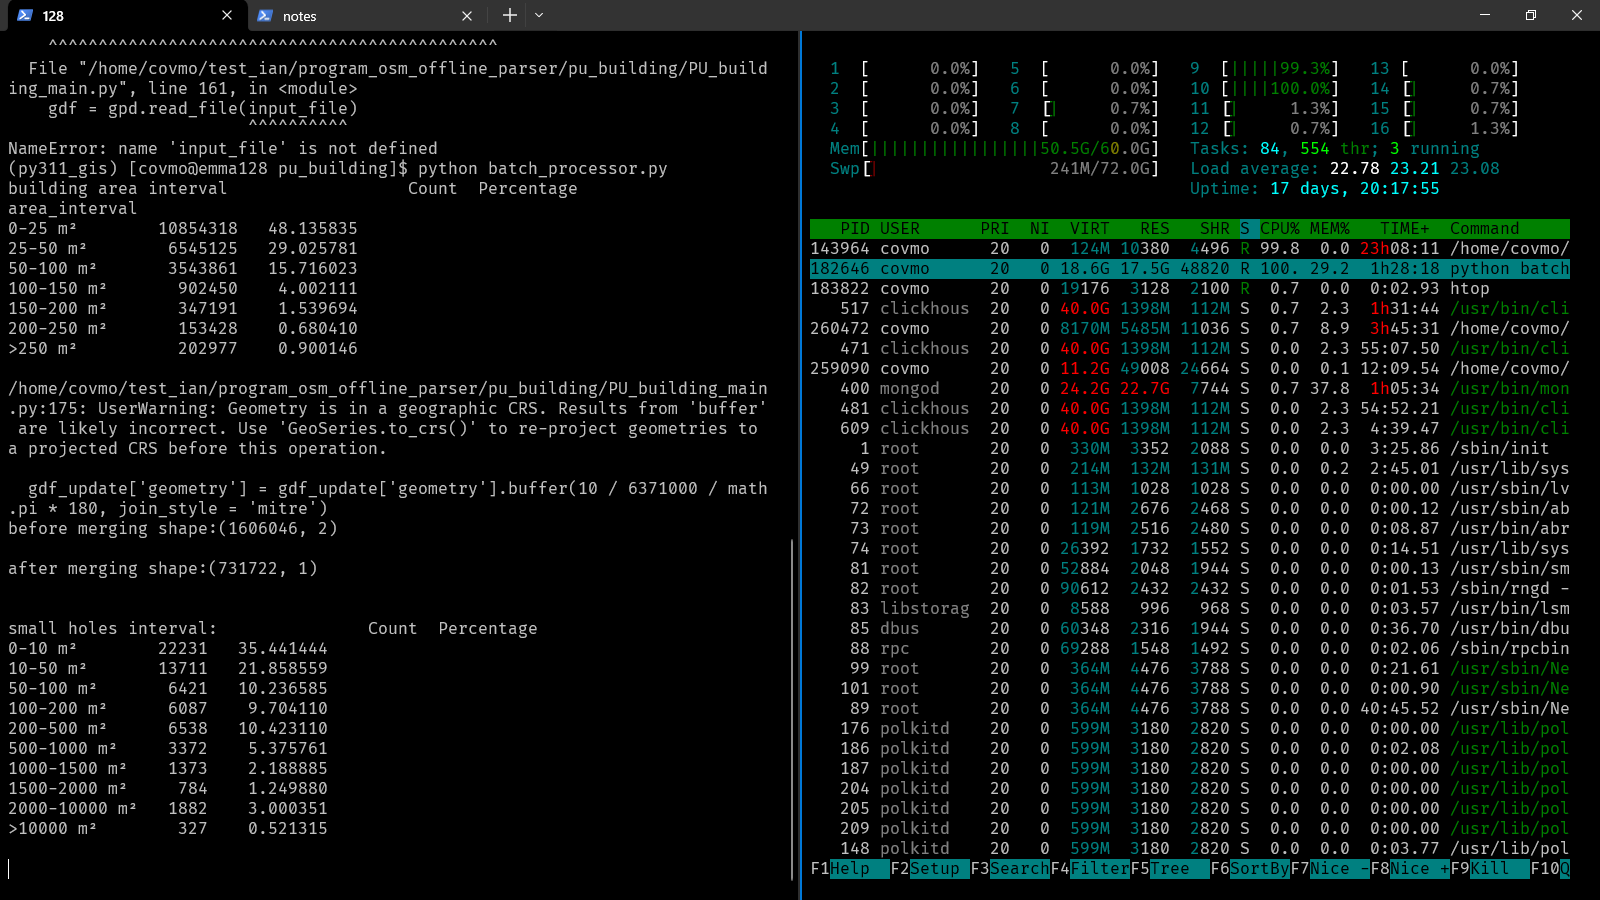 128
notes
^^^^^^^^^^^^^^^^^^^^^^^^^^^^^^^^^^^^^^^^^^^^^
File "/home/covmo/test_ian/program_osm_offline_parser/pu_building/PU_build
ing_main.py", line 161, in <module>
gdf = gpd.read_file(input_file)
^^^^^^^^^^
NameError: name 'input_file' is not defined
(py311_gis) [covmo@emma128 pu_building]$ python batch_processor.py
building area interval Count Percentage
area_interval
0-25 m² 10854318 48.135835
25-50 m² 6545125 29.025781
50-100 m² 3543861 15.716023
100-150 m² 902450 4.002111
150-200 m² 347191 1.539694
200-250 m² 153428 0.680410
>250 m² 202977 0.900146
/home/covmo/test_ian/program_osm_offline_parser/pu_building/PU_building_main
.py:175: UserWarning: Geometry is in a geographic CRS. Results from 'buffer'
are likely incorrect. Use 'GeoSeries.to_crs()' to re-project geometries to
a projected CRS before this operation.
gdf_update['geometry'] = gdf_update['geometry'].buffer(10 / 6371000 / math
.pi * 180, join_style = 'mitre')
before merging shape:(1606046, 2)
after merging shape:(731722, 1)
small holes interval: Count Percentage
0-10 m² 22231 35.441444
10-50 m² 13711 21.858559
50-100 m² 6421 10.236585
100-200 m² 6087 9.704110
200-500 m² 6538 10.423110
500-1000 m² 3372 5.375761
1000-1500 m² 1373 2.188885
1500-2000 m² 784 1.249880
2000-10000 m² 1882 3.000351
>10000 m² 327 0.521315
1 [ 0.0%] 5 [ 0.0%] 9 [|||||99.3%] 13 [ 0.0%]
2 [ 0.0%] 6 [ 0.0%] 10 [||||100.0%] 14 [| 0.7%]
3 [ 0.0%] 7 [| 0.7%] 11 [| 1.3%] 15 [| 0.7%]
4 [ 0.0%] 8 [ 0.0%] 12 [| 0.7%] 16 [| 1.3%]
Mem[|||||||||||||||||50.5G/60.0G] Tasks: 84, 554 thr; 3 running
Swp[| 241M/72.0G] Load average: 22.78 23.21 23.08
Uptime: 17 days, 20:17:55
PID USER PRI NI VIRT RES SHR S CPU% MEM% TIME+ Command
143964 covmo 20 0 124M 10380 4496 R 99.8 0.0 23h08:11 /home/covmo/
182646 covmo 20 0 18.6G 17.5G 48820 R 100. 29.2 1h28:18 python batch
183822 covmo 20 0 19176 3128 2100 R 0.7 0.0 0:02.93 htop
517 clickhous 20 0 40.0G 1398M 112M S 0.7 2.3 1h31:44 /usr/bin/cli
260472 covmo 20 0 8170M 5485M 11036 S 0.7 8.9 3h45:31 /home/covmo/
471 clickhous 20 0 40.0G 1398M 112M S 0.0 2.3 55:07.50 /usr/bin/cli
259090 covmo 20 0 11.2G 49008 24664 S 0.0 0.1 12:09.54 /home/covmo/
400 mongod 20 0 24.2G 22.7G 7744 S 0.7 37.8 1h05:34 /usr/bin/mon
481 clickhous 20 0 40.0G 1398M 112M S 0.0 2.3 54:52.21 /usr/bin/cli
609 clickhous 20 0 40.0G 1398M 112M S 0.0 2.3 4:39.47 /usr/bin/cli
1 root 20 0 330M 3352 2088 S 0.0 0.0 3:25.86 /sbin/init
49 root 20 0 214M 132M 131M S 0.0 0.2 2:45.01 /usr/lib/sys
66 root 20 0 113M 1028 1028 S 0.0 0.0 0:00.00 /usr/sbin/lv
72 root 20 0 121M 2676 2468 S 0.0 0.0 0:00.12 /usr/sbin/ab
73 root 20 0 119M 2516 2480 S 0.0 0.0 0:08.87 /usr/bin/abr
74 root 20 0 26392 1732 1552 S 0.0 0.0 0:14.51 /usr/lib/sys
81 root 20 0 52884 2048 1944 S 0.0 0.0 0:00.13 /usr/sbin/sm
82 root 20 0 90612 2432 2432 S 0.0 0.0 0:01.53 /sbin/rngd -
83 libstorag 20 0 8588 996 968 S 0.0 0.0 0:03.57 /usr/bin/lsm
85 dbus 20 0 60348 2316 1944 S 0.0 0.0 0:36.70 /usr/bin/dbu
88 rpc 20 0 69288 1548 1492 S 0.0 0.0 0:02.06 /sbin/rpcbin
99 root 20 0 364M 4476 3788 S 0.0 0.0 0:21.61 /usr/sbin/Ne
101 root 20 0 364M 4476 3788 S 0.0 0.0 0:00.90 /usr/sbin/Ne
89 root 20 0 364M 4476 3788 S 0.0 0.0 40:45.52 /usr/sbin/Ne
176 polkitd 20 0 599M 3180 2820 S 0.0 0.0 0:00.00 /usr/lib/pol
186 polkitd 20 0 599M 3180 2820 S 0.0 0.0 0:02.08 /usr/lib/pol
187 polkitd 20 0 599M 3180 2820 S 0.0 0.0 0:00.00 /usr/lib/pol
204 polkitd 20 0 599M 3180 2820 S 0.0 0.0 0:00.00 /usr/lib/pol
205 polkitd 20 0 599M 3180 2820 S 0.0 0.0 0:00.00 /usr/lib/pol
209 polkitd 20 0 599M 3180 2820 S 0.0 0.0 0:00.00 /usr/lib/pol
148 polkitd 20 0 599M 3180 2820 S 0.0 0.0 0:03.77 /usr/lib/pol
F1Help F2Setup F3SearchF4FilterF5Tree F6SortByF7Nice -F8Nice +F9Kill F10Q